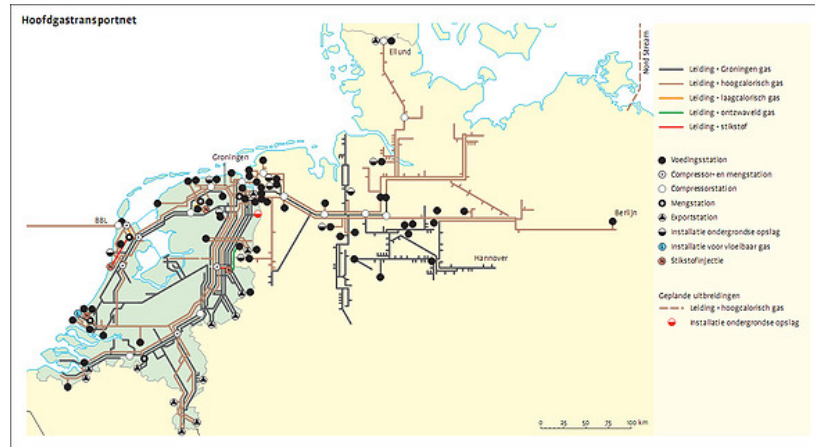 Hoofdgastransportnet
Ellund
Nord Stream
Groningen
BBL
Berlijn
Hannover
Leiding • Groningen gas
Leiding • hoogcalorisch gas
Leiding • laagcalorisch gas
Leiding • ontzwaveld gas
Leiding • stikstof
Voedingsstation
Compressor- en mengstation
Compressorstation
Mengstation
Exportstation
Installatie ondergrondse opslag
Installatie voor vloeibaar gas
Stikstofinjectie
Geplande uitbreidingen
Leiding • hoogcalorisch gas
Installatie ondergrondse opslag
0 25 50 75 100 km